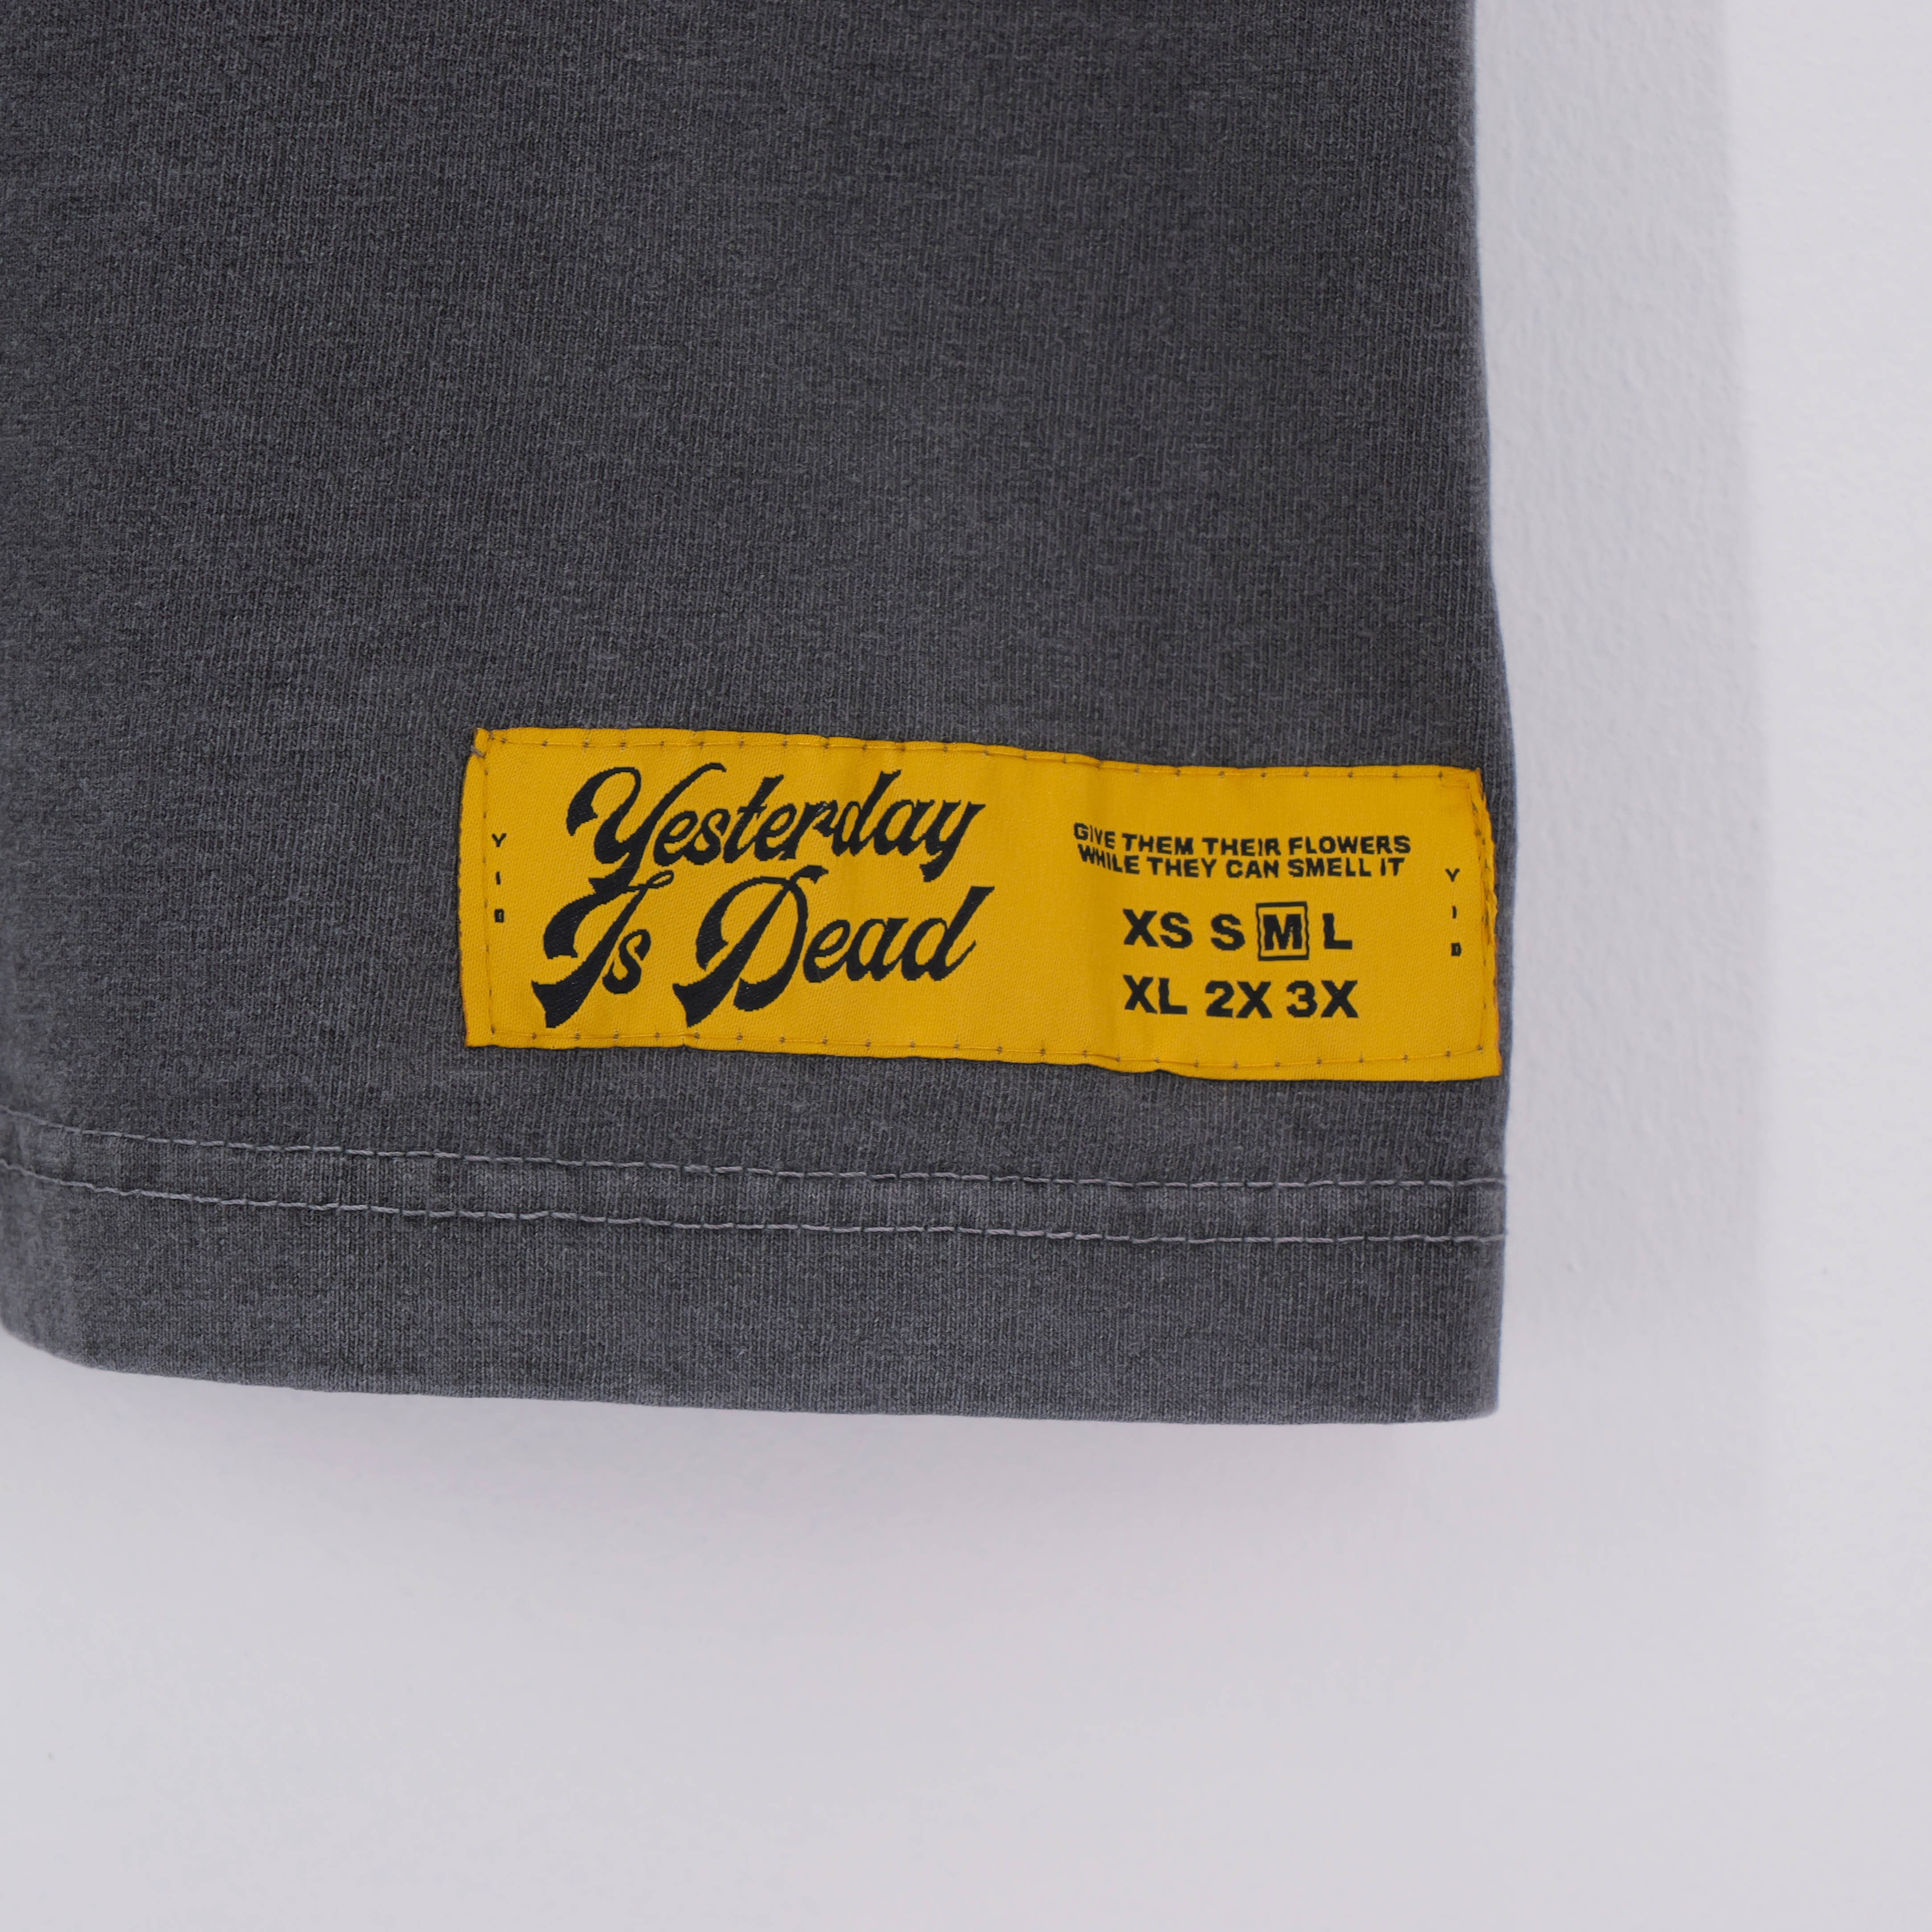 Yesterday
Is Dead
GIVE THEM THEIR FLOWERS
WHILE THEY CAN SMELL IT
XS S M L
XL 2X 3X
Y I D
Y I D